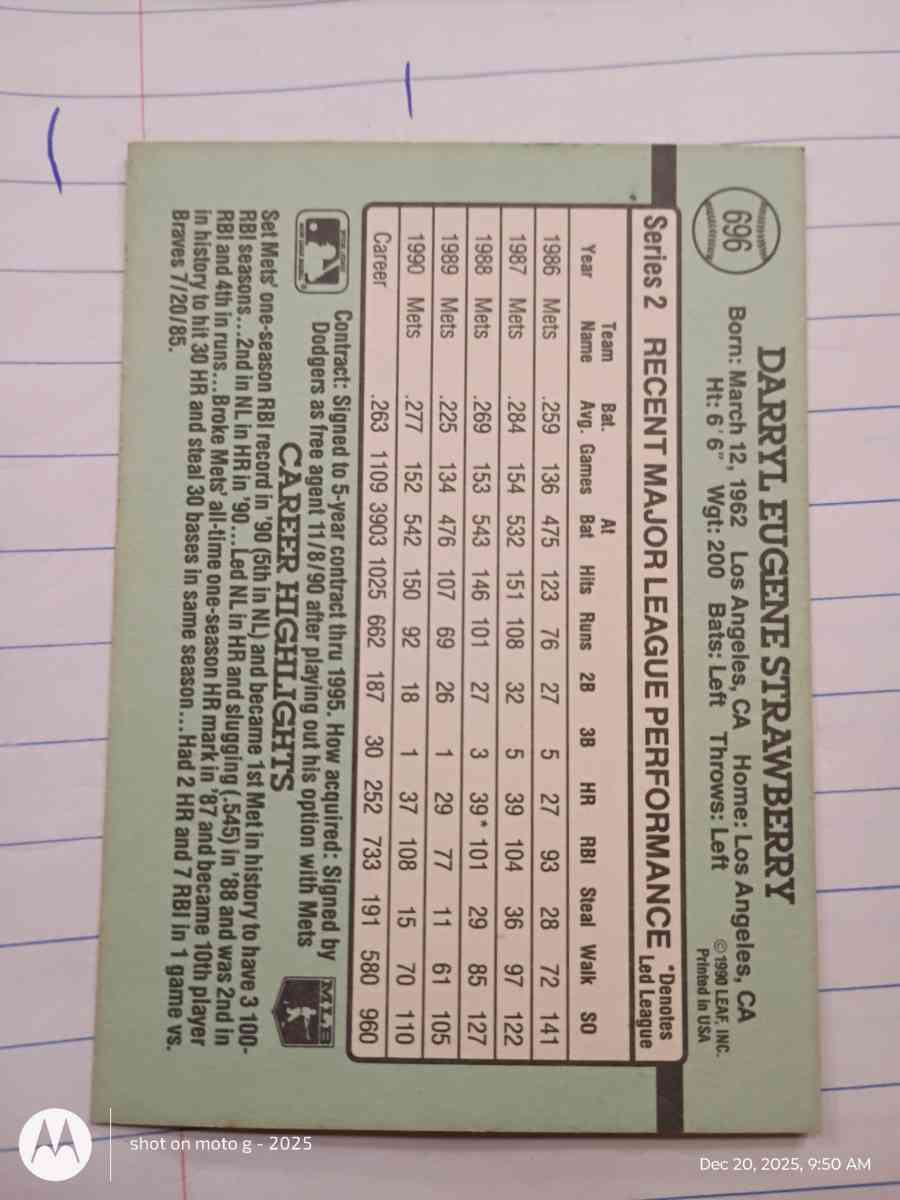 696
DARRYL EUGENE STRAWBERRY
Born: March 12, 1962 Los Angeles, CA Home: Los Angeles, CA
Ht: 6' 6" Wgt: 200 Bats: Left Throws: Left
©1990 LEAF, INC.
Printed in USA
Series 2 RECENT MAJOR LEAGUE PERFORMANCE *Denotes Led League
Year Team Name Bat. Avg. Games At Bat Hits Runs 2B 3B HR RBI Steal Walk SO
1986 Mets .259 136 475 123 76 27 5 27 93 28 72 141
1987 Mets .284 154 532 151 108 32 5 39 104 36 97 122
1988 Mets .269 153 543 146 101 27 3 39* 101 29 85 127
1989 Mets .225 134 476 107 69 26 1 29 77 11 61 105
1990 Mets .277 152 542 150 92 18 1 37 108 15 70 110
Career .263 1109 3903 1025 662 187 30 252 733 191 580 960
Contract: Signed to 5-year contract thru 1995. How acquired: Signed by
Dodgers as free agent 11/8/90 after playing out his option with Mets
MLB
CAREER HIGHLIGHTS
Set Mets' one-season RBI record in '90 (5th in NL) and became 1st Met in history to have 3 100-
RBI seasons...2nd in NL in HR in '90...Led NL in HR and slugging (.545) in '88 and was 2nd in
RBI and 4th in runs...Broke Mets' all-time one-season HR mark in '87 and became 10th player
in history to hit 30 HR and steal 30 bases in same season...Had 2 HR and 7 RBI in 1 game vs.
Braves 7/20/85.
shot on moto g - 2025
Dec 20, 2025, 9:50 AM